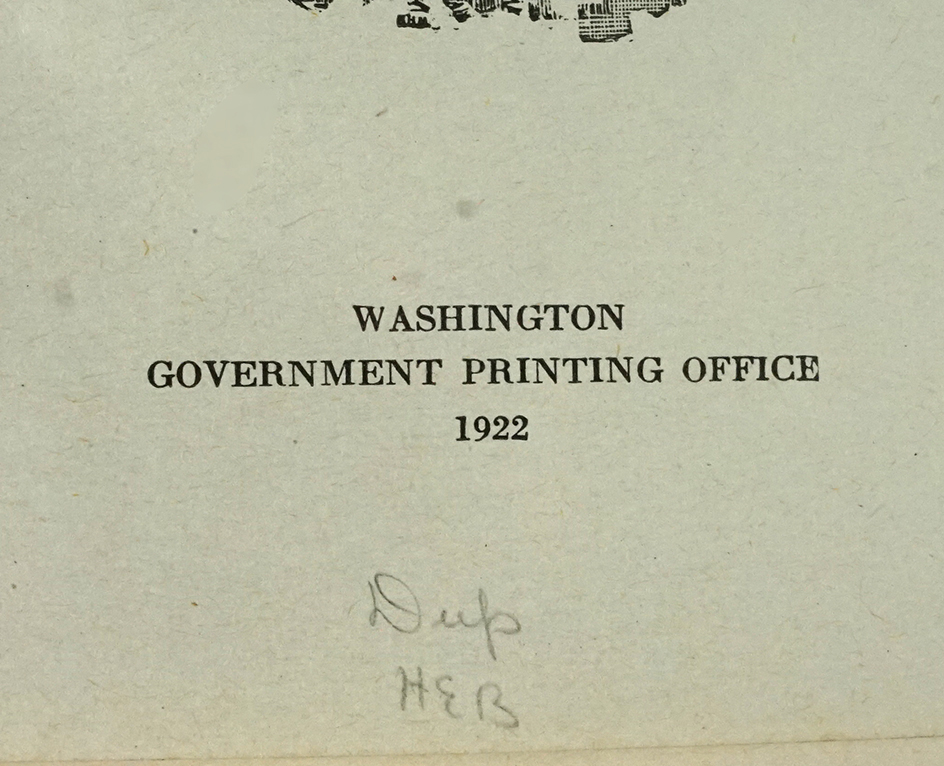 WASHINGTON
GOVERNMENT PRINTING OFFICE
1922
Dup
HEB